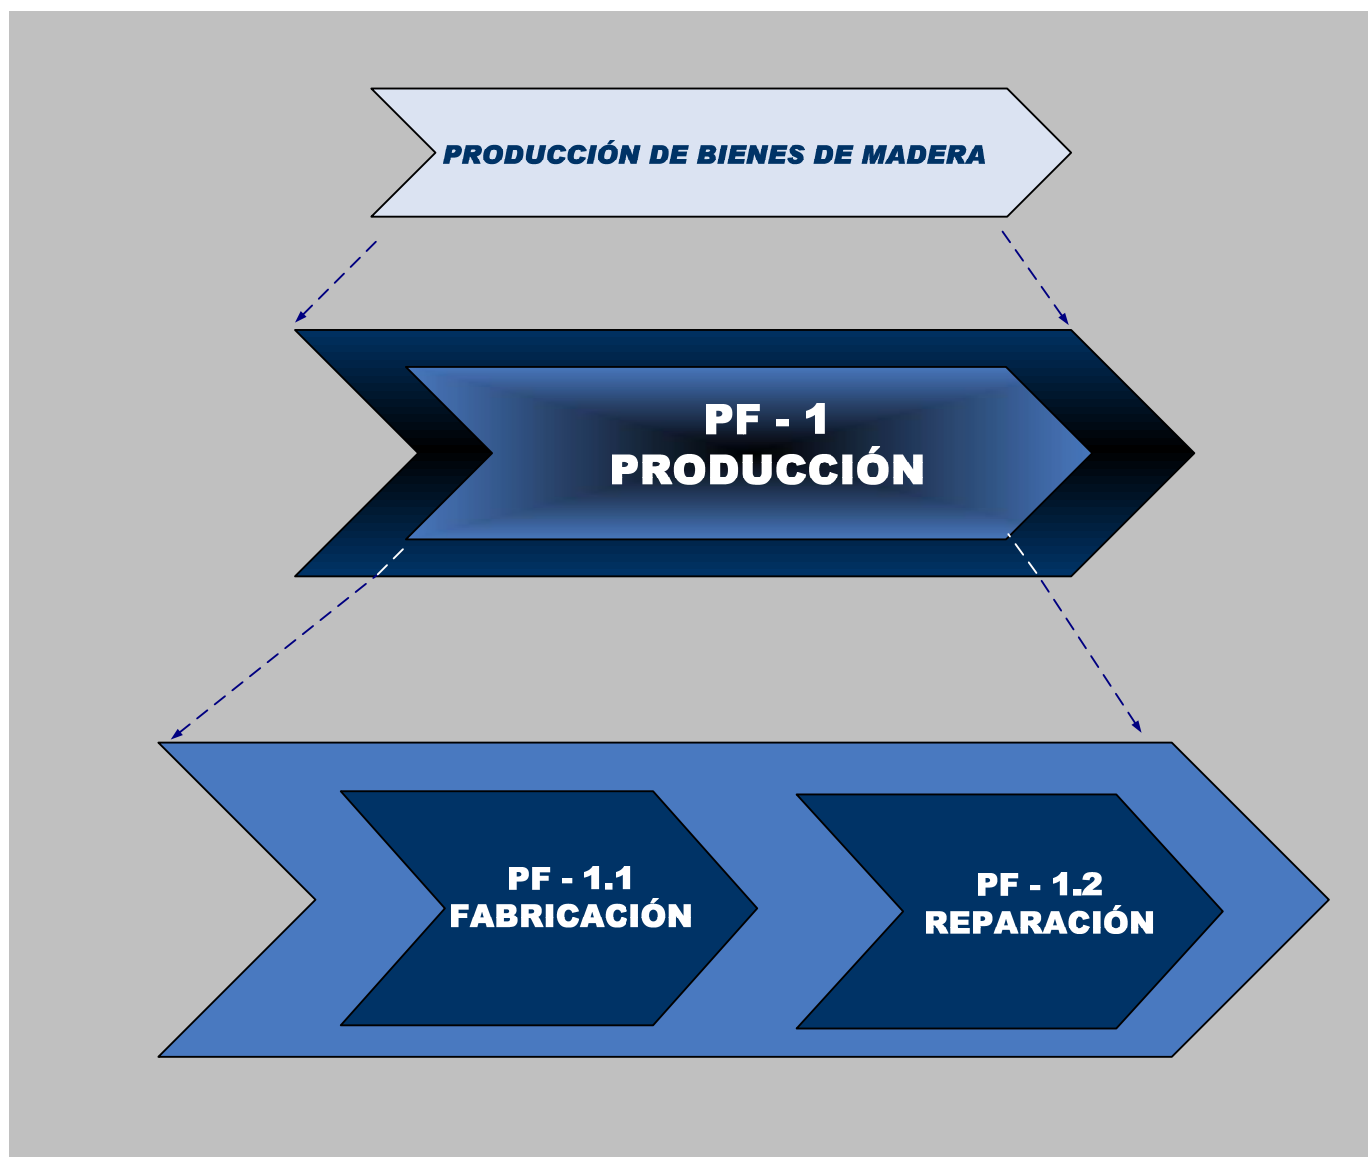 PRODUCCIÓN DE BIENES DE MADERA
PF - 1
PRODUCCIÓN
PF - 1.1
FABRICACIÓN
PF - 1.2
REPARACIÓN